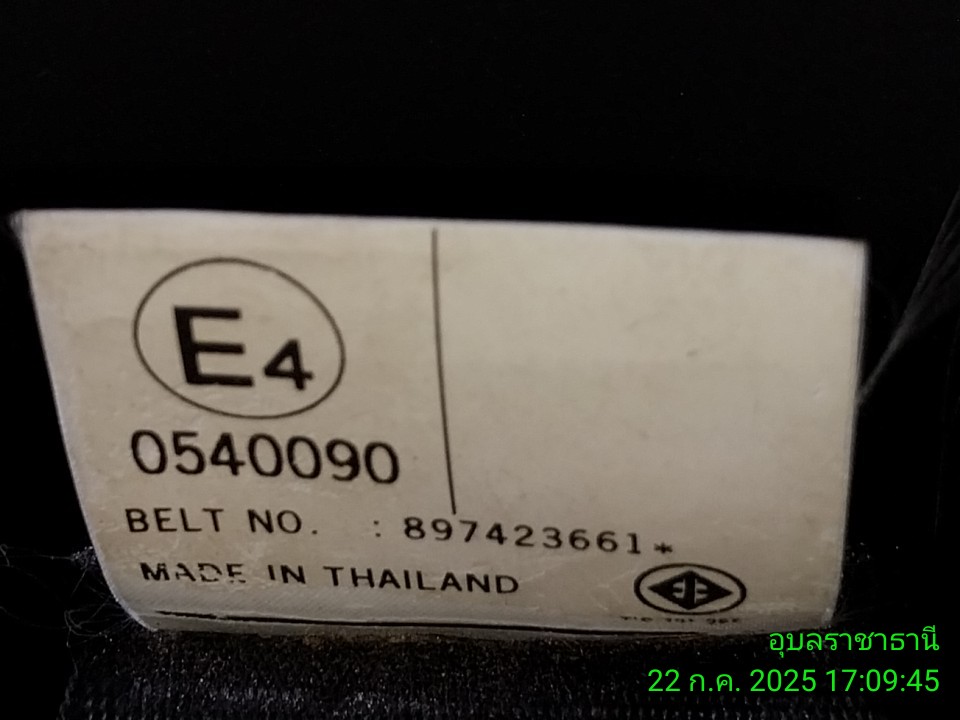 E4
0540090
BELT NO. : 897423661*
MADE IN THAILAND
อุบลราชาธานี
22 ก.ค. 2025 17:09:45